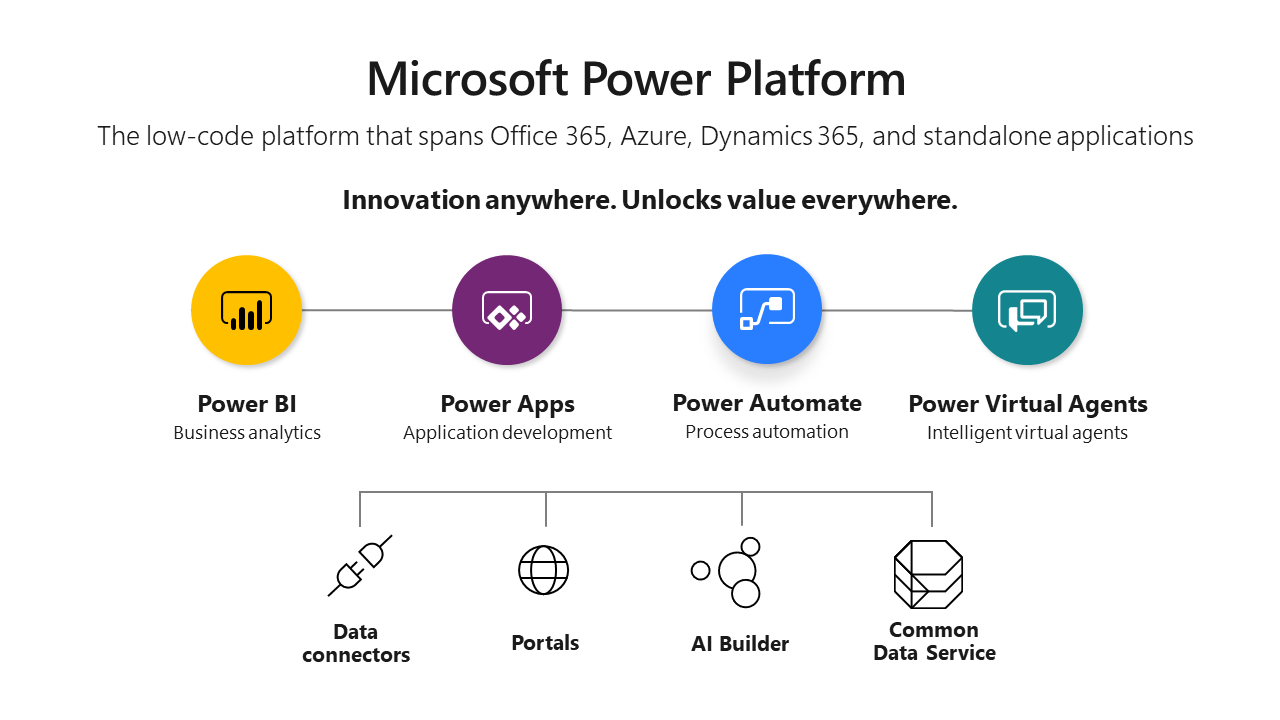 Microsoft Power Platform
The low-code platform that spans Office 365, Azure, Dynamics 365, and standalone applications
Innovation anywhere. Unlocks value everywhere.
Power BI
Business analytics
Power Apps
Application development
Power Automate
Process automation
Power Virtual Agents
Intelligent virtual agents
Data
connectors
Portals
AI Builder
Common
Data Service